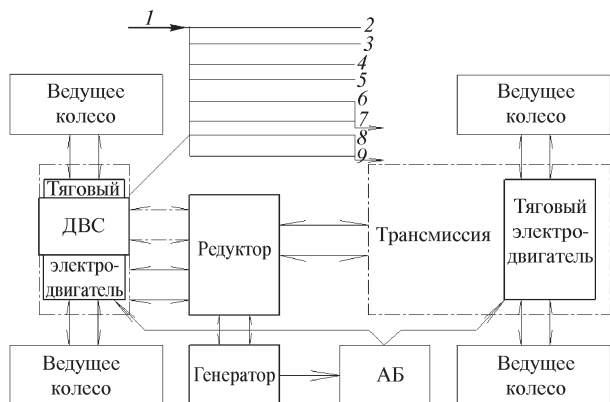 1
2
3
4
5
6
7
8
9
Ведущее
колесо
Ведущее
колесо
Тяговый
ДВС
электро-
двигатель
Редуктор
Трансмиссия
Тяговый
электро-
двигатель
Ведущее
колесо
Генератор
АБ
Ведущее
колесо